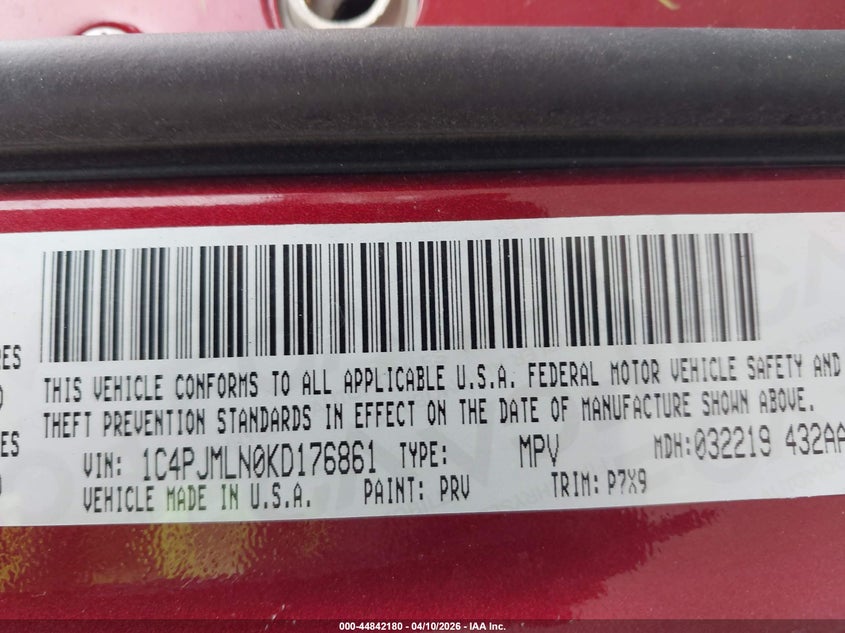 RES
THIS VEHICLE CONFORMS TO ALL APPLICABLE U.S.A. FEDERAL MOTOR VEHICLE SAFETY AND
THEFT PREVENTION STANDARDS IN EFFECT ON THE DATE OF MANUFACTURE SHOWN ABOVE.
ES
VIN: 1C4PJMLN0KD176861 TYPE: MPV MDH:032219 432AA
VEHICLE MADE IN U.S.A. PAINT: PRV TRIM:P7X9
000-44842180 - 04/10/2026 - IAA Inc.